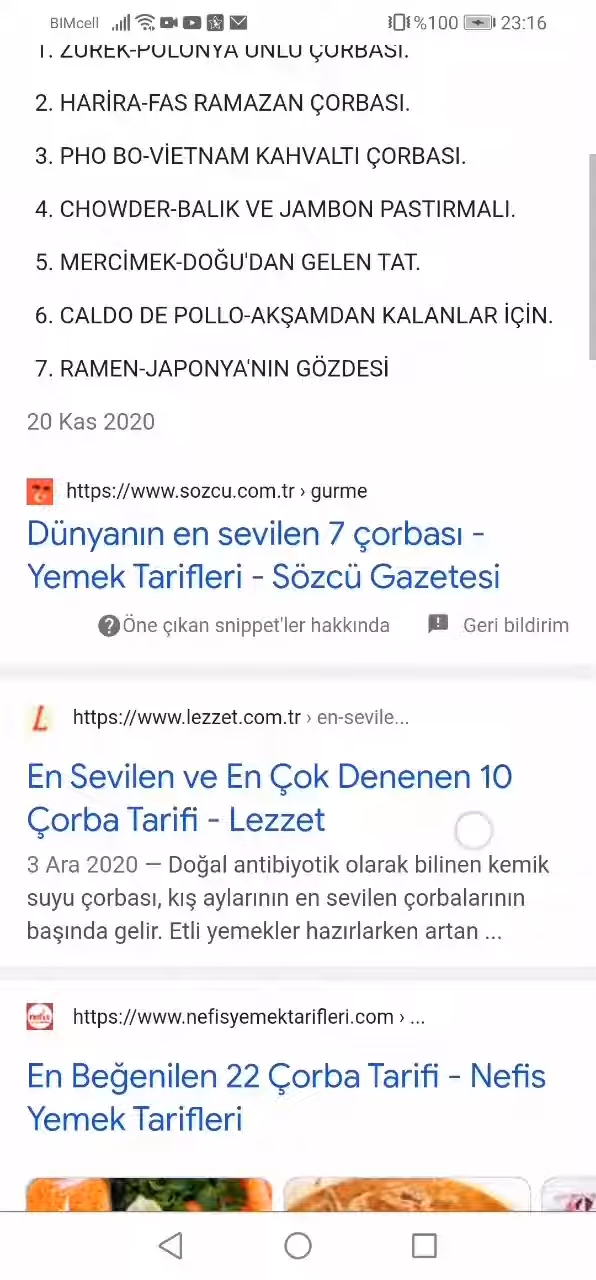 BIMcell %100 23:16
1. ZUREK-POLONYA ÜNLÜ ÇORBASI.
2. HARİRA-FAS RAMAZAN ÇORBASI.
3. PHO BO-VİETNAM KAHVALTI ÇORBASI.
4. CHOWDER-BALIK VE JAMBON PASTIRMALI.
5. MERCİMEK-DOĞU'DAN GELEN TAT.
6. CALDO DE POLLO-AKŞAMDAN KALANLAR İÇİN.
7. RAMEN-JAPONYA'NIN GÖZDESİ
20 Kas 2020
https://www.sozcu.com.tr › gurme
Dünyanın en sevilen 7 çorbası -
Yemek Tarifleri - Sözcü Gazetesi
Öne çıkan snippet'ler hakkında Geri bildirim
https://www.lezzet.com.tr › en-sevile...
En Sevilen ve En Çok Denenen 10
Çorba Tarifi - Lezzet
3 Ara 2020 — Doğal antibiyotik olarak bilinen kemik
suyu çorbası, kış aylarının en sevilen çorbalarının
başında gelir. Etli yemekler hazırlarken artan ...
https://www.nefisyemektarifleri.com › ...
En Beğenilen 22 Çorba Tarifi - Nefis
Yemek Tarifleri